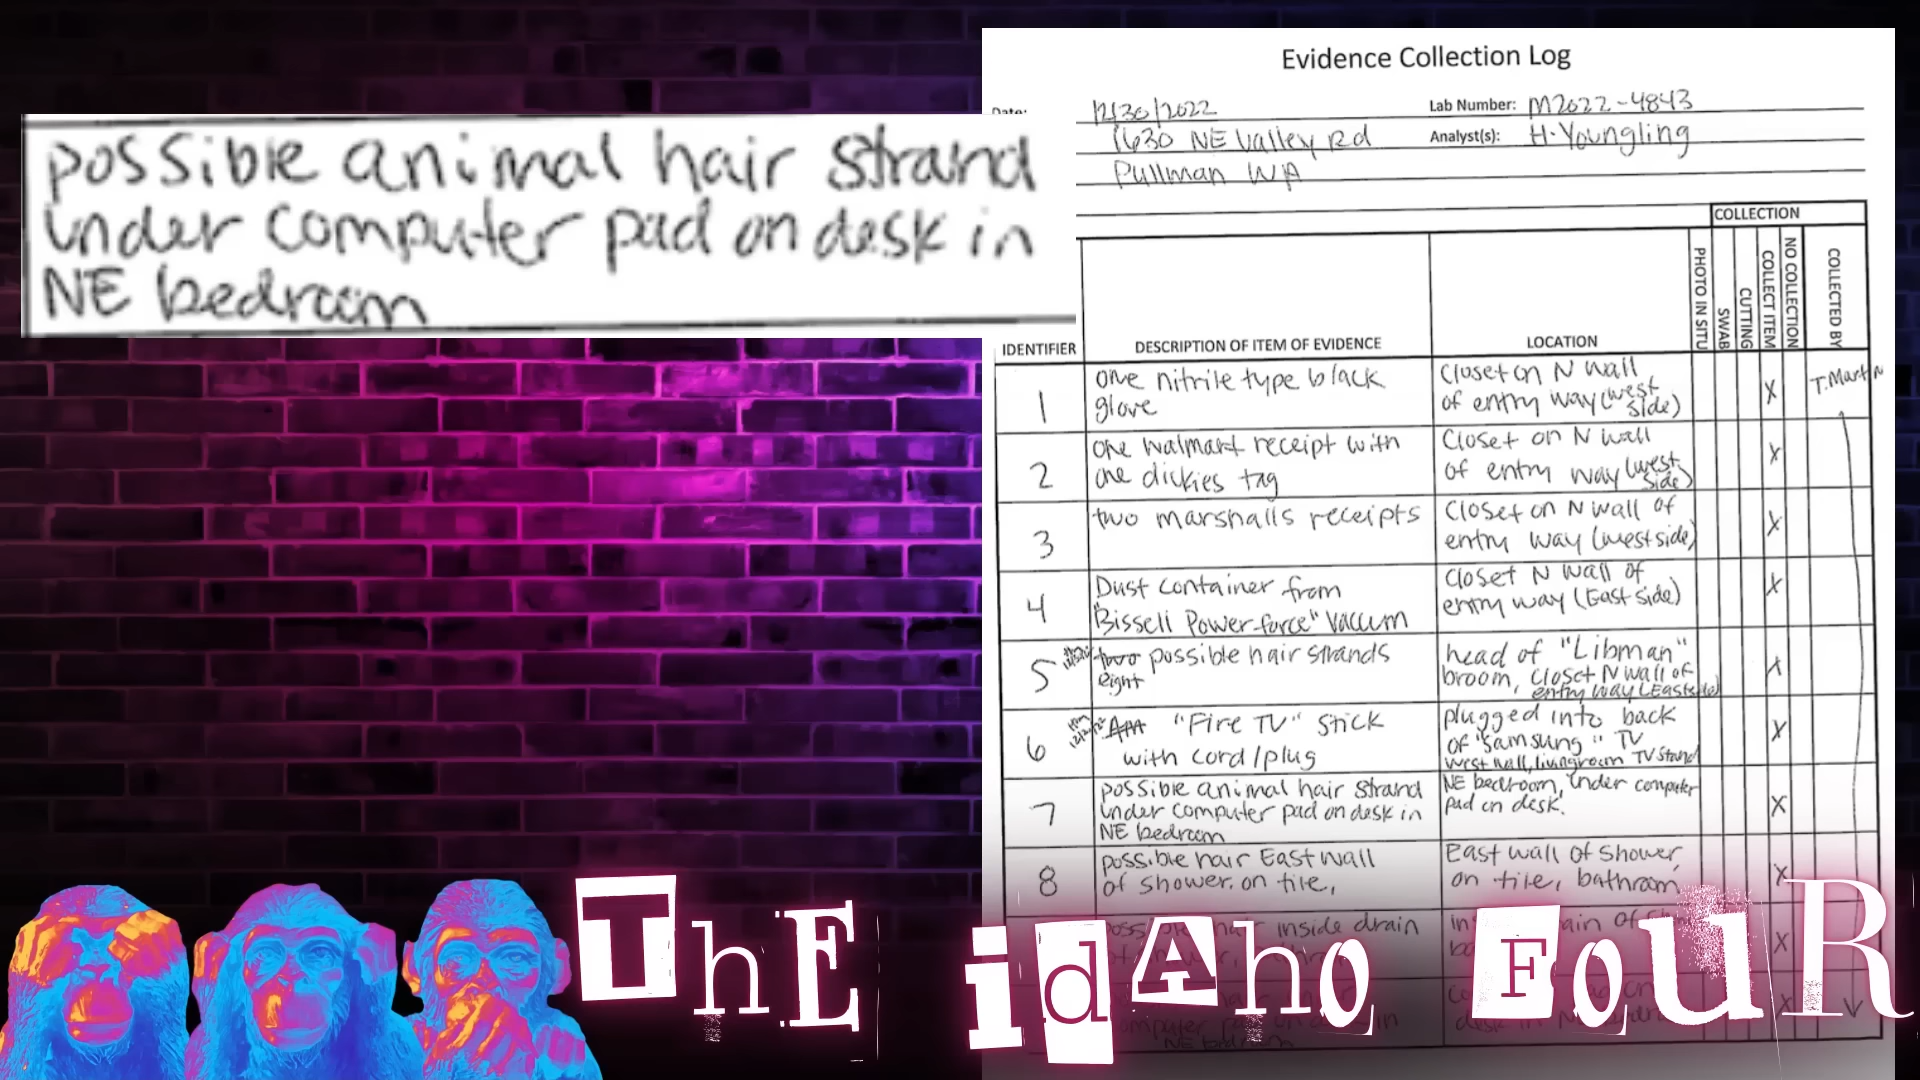 possible animal hair strand
under computer pad on desk in
NE bedroom
Evidence Collection Log
Date: 12/30/2022 Lab Number: M2022-4843
1630 NE Valley Rd Analyst(s): H. Youngling
Pullman WA
COLLECTION
IDENTIFIER DESCRIPTION OF ITEM OF EVIDENCE LOCATION PHOTO IN SITU SWAB CUTTING COLLECT ITEM NO COLLECTION COLLECTED BY
1 one nitrile type black glove Closet on N wall of entry way (west side) X T. Martin
2 one walmart receipt with one dickies tag Closet on N wall of entry way (west side) X
3 two marshalls receipts Closet on N wall of entry way (west side) X
4 Dust container from "Bissell Powerforce" vaccum Closet N wall of entry way (East side) X
5 two possible hair strands eight head of "Libman" broom, closet N wall of entry way (East side) X
6 "Fire TV" stick with cord/plug plugged into back of "Samsung" TV west wall, livingroom TV stand X
7 possible animal hair strand under computer pad on desk in NE bedroom NE bedroom, under computer pad on desk. X
8 possible hair East wall of shower. on tile, East wall of shower, on tile, bathroom X
inside drain X
computer in
NE bedroom
THE idAho FouR